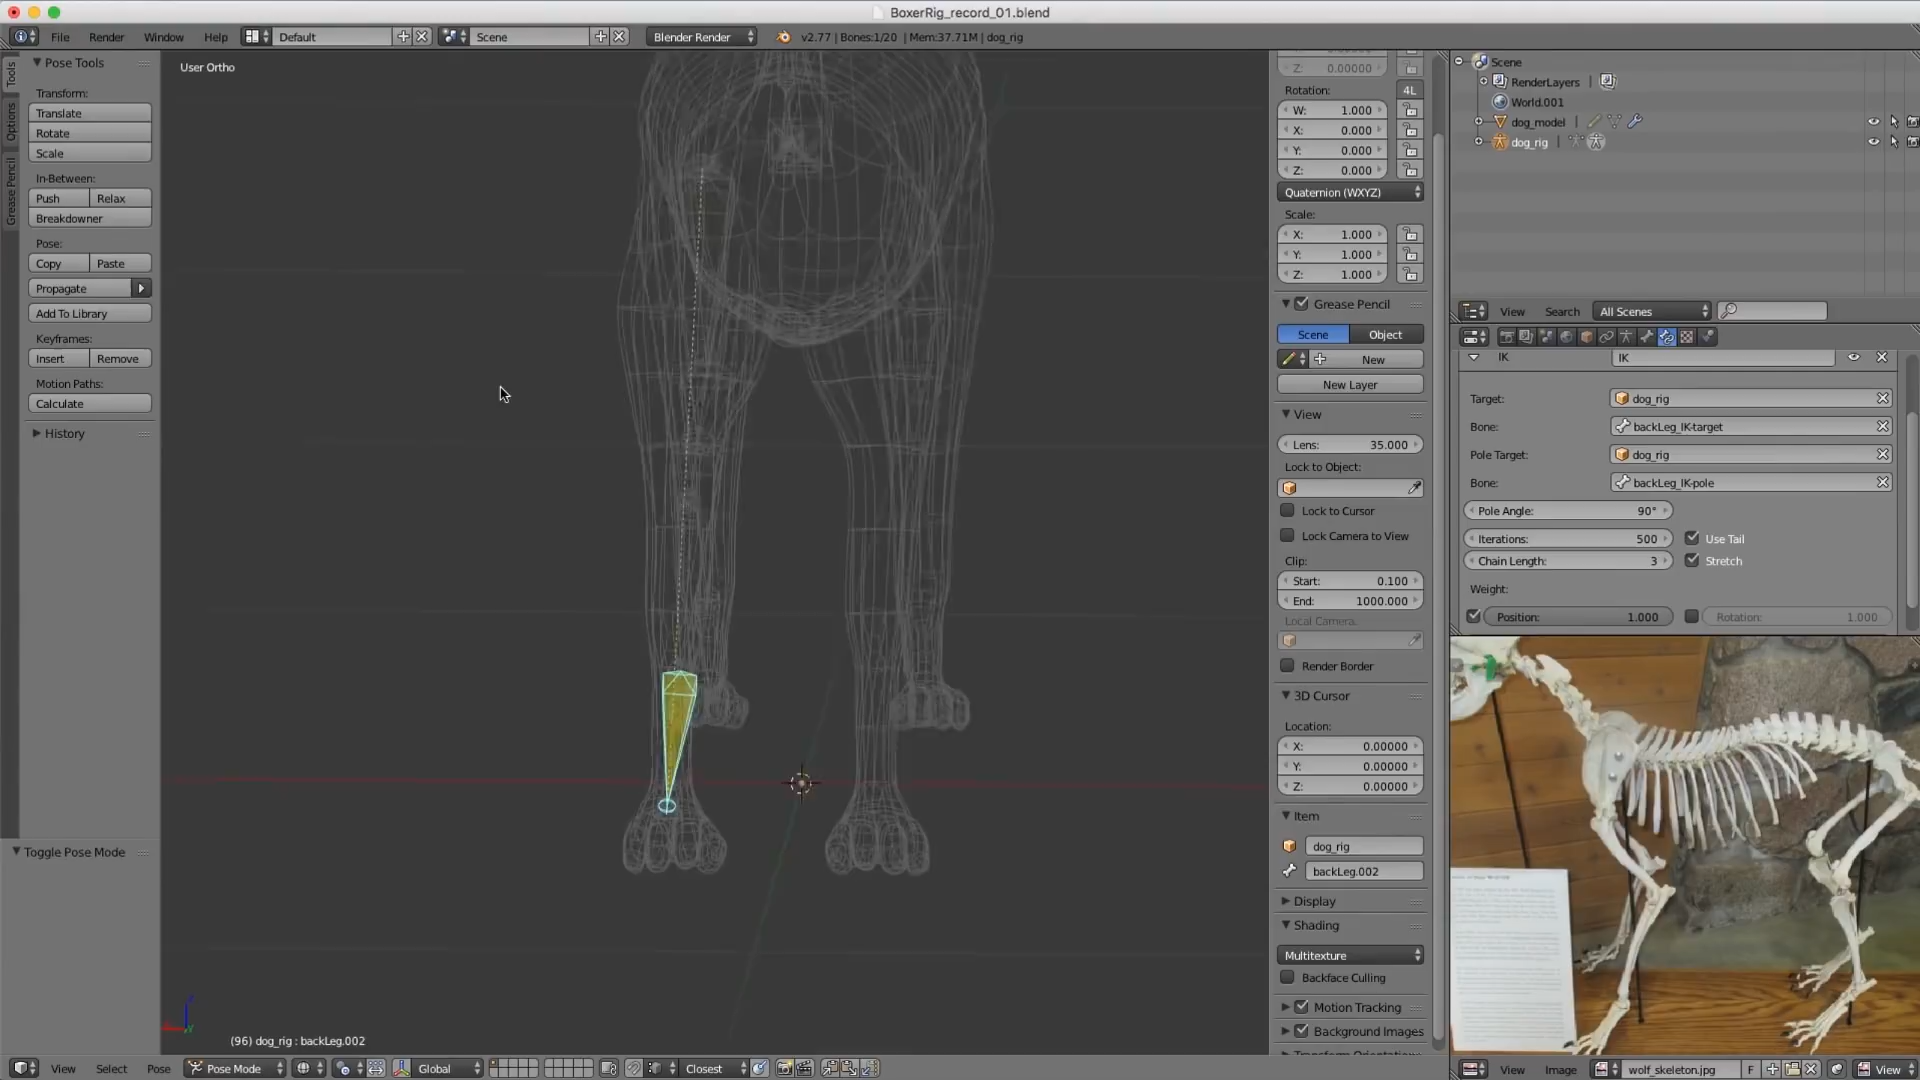 BoxerRig_record_01.blend
File Render Window Help Default Scene Blender Render v2.77 | Bones:1/20 | Mem:37.71M | dog_rig
Tools
Options
Grease Pencil
Pose Tools
Transform:
Translate
Rotate
Scale
In-Between:
Push Relax
Breakdowner
Pose:
Copy Paste
Propagate
Add To Library
Keyframes:
Insert Remove
Motion Paths:
Calculate
History
Toggle Pose Mode
User Ortho
(96) dog_rig : backLeg.002
View Select Pose Pose Mode Global Closest
Z: 0.00000
Rotation: 4L
W: 1.000
X: 0.000
Y: 0.000
Z: 0.000
Quaternion (WXYZ)
Scale:
X: 1.000
Y: 1.000
Z: 1.000
Grease Pencil
Scene Object
New
New Layer
View
Lens: 35.000
Lock to Object:
Lock to Cursor
Lock Camera to View
Clip:
Start: 0.100
End: 1000.000
Local Camera:
Render Border
3D Cursor
Location:
X: 0.00000
Y: 0.00000
Z: 0.00000
Item
dog_rig
backLeg.002
Display
Shading
Multitexture
Backface Culling
Motion Tracking
Background Images
Scene
RenderLayers
World.001
dog_model
dog_rig
View Search All Scenes
IK IK
Target: dog_rig
Bone: backLeg_IK-target
Pole Target: dog_rig
Bone: backLeg_IK-pole
Pole Angle: 90°
Iterations: 500 Use Tail
Chain Length: 3 Stretch
Weight:
Position: 1.000 Rotation: 1.000
View Image wolf_skeleton.jpg F View